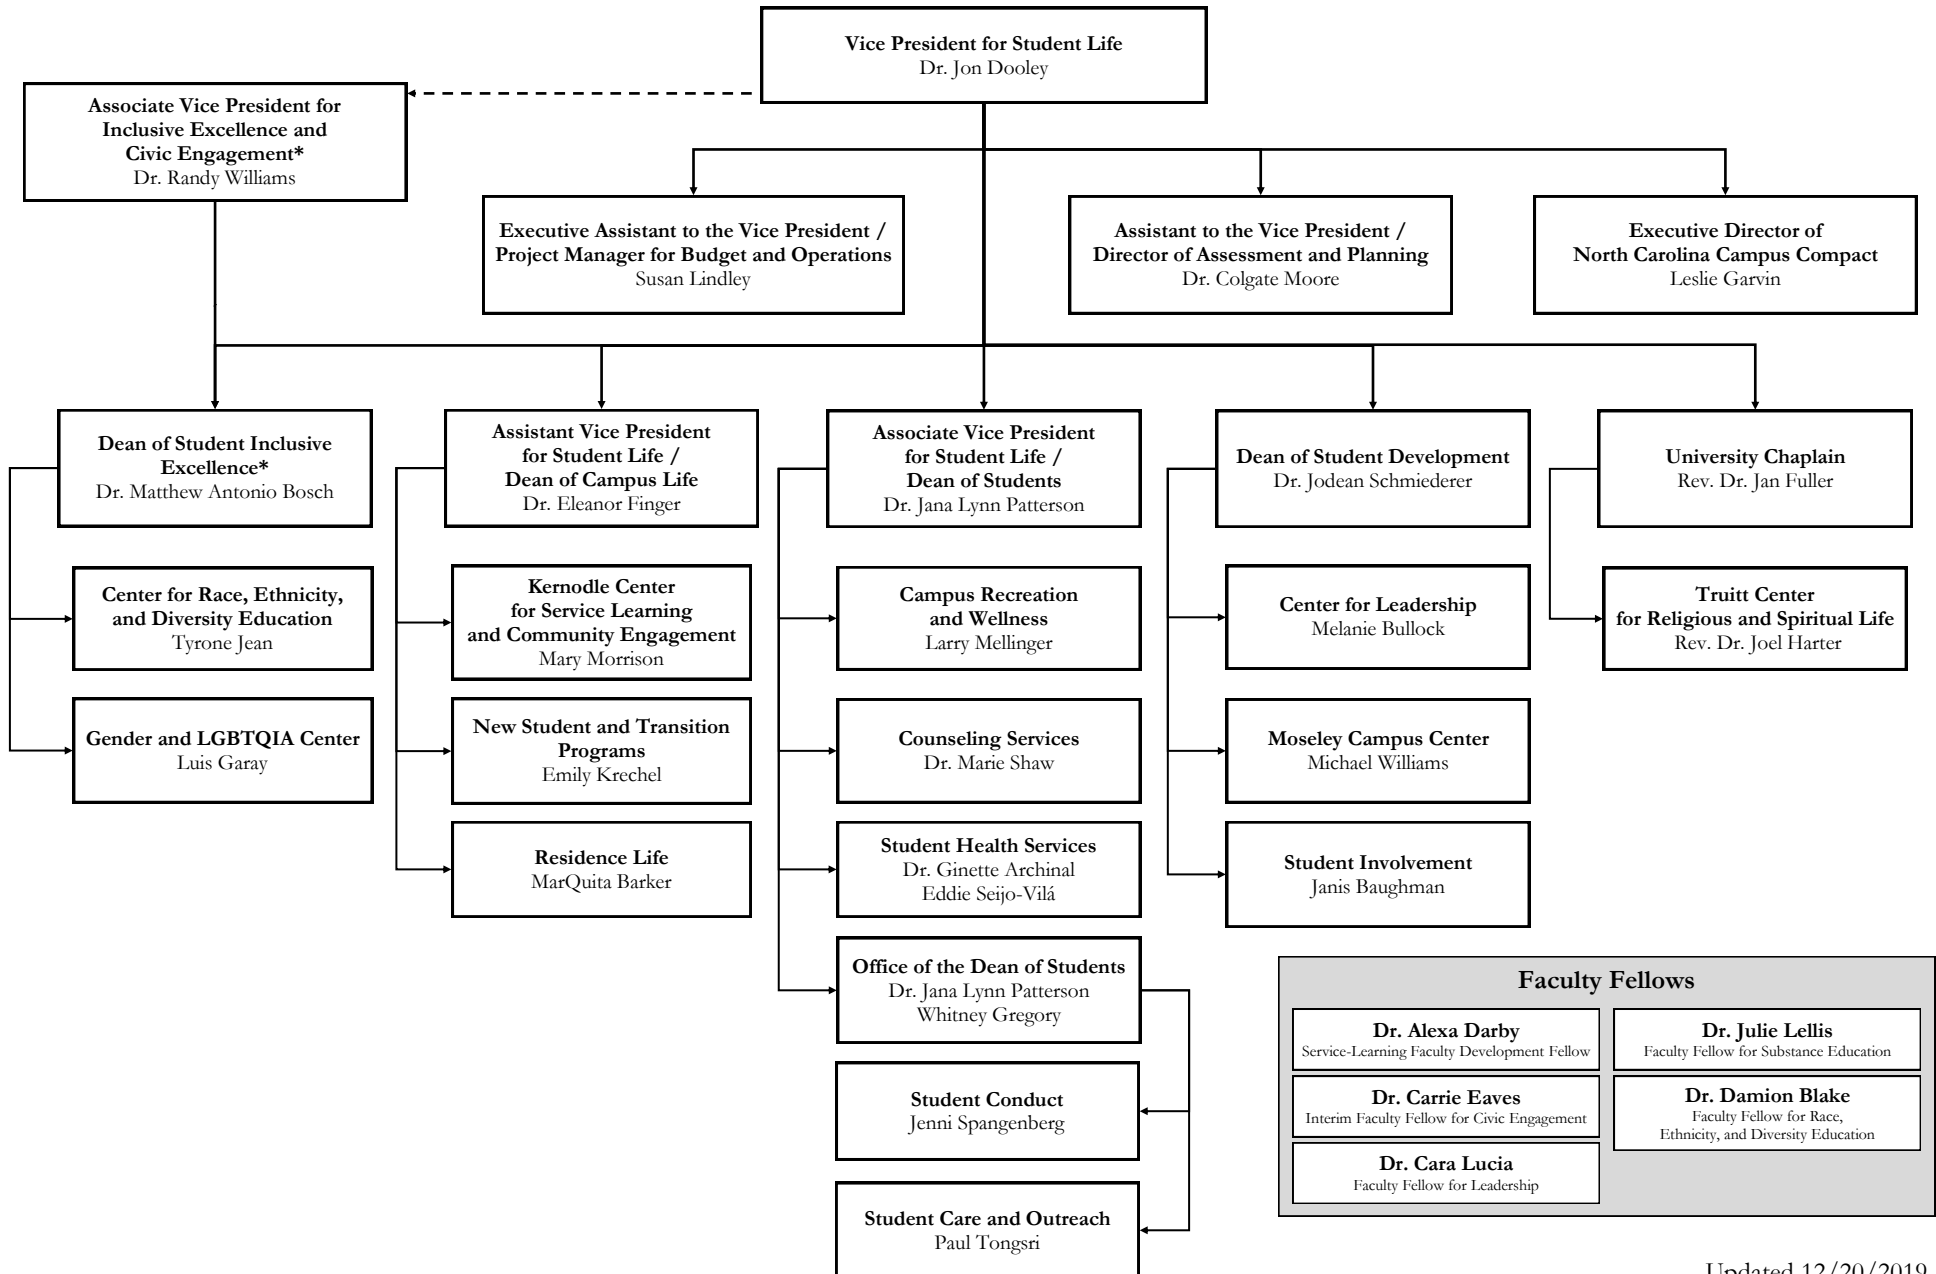 Vice President for Student Life
Dr. Jon Dooley
Associate Vice President for
Inclusive Excellence and
Civic Engagement*
Dr. Randy Williams
Executive Assistant to the Vice President /
Project Manager for Budget and Operations
Susan Lindley
Assistant to the Vice President /
Director of Assessment and Planning
Dr. Colgate Moore
Executive Director of
North Carolina Campus Compact
Leslie Garvin
Dean of Student Inclusive
Excellence*
Dr. Matthew Antonio Bosch
Assistant Vice President
for Student Life /
Dean of Campus Life
Dr. Eleanor Finger
Associate Vice President
for Student Life /
Dean of Students
Dr. Jana Lynn Patterson
Dean of Student Development
Dr. Jodean Schmiederer
University Chaplain
Rev. Dr. Jan Fuller
Center for Race, Ethnicity,
and Diversity Education
Tyrone Jean
Kernodle Center
for Service Learning
and Community Engagement
Mary Morrison
Campus Recreation
and Wellness
Larry Mellinger
Center for Leadership
Melanie Bullock
Truitt Center
for Religious and Spiritual Life
Rev. Dr. Joel Harter
Gender and LGBTQIA Center
Luis Garay
New Student and Transition
Programs
Emily Krechel
Counseling Services
Dr. Marie Shaw
Moseley Campus Center
Michael Williams
Residence Life
MarQuita Barker
Student Health Services
Dr. Ginette Archinal
Eddie Seijo-Vilá
Student Involvement
Janis Baughman
Office of the Dean of Students
Dr. Jana Lynn Patterson
Whitney Gregory
Student Conduct
Jenni Spangenberg
Student Care and Outreach
Paul Tongsri
Faculty Fellows
Dr. Alexa Darby
Service-Learning Faculty Development Fellow
Dr. Julie Lellis
Faculty Fellow for Substance Education
Dr. Carrie Eaves
Interim Faculty Fellow for Civic Engagement
Dr. Damion Blake
Faculty Fellow for Race,
Ethnicity, and Diversity Education
Dr. Cara Lucia
Faculty Fellow for Leadership
Updated 12/20/2019